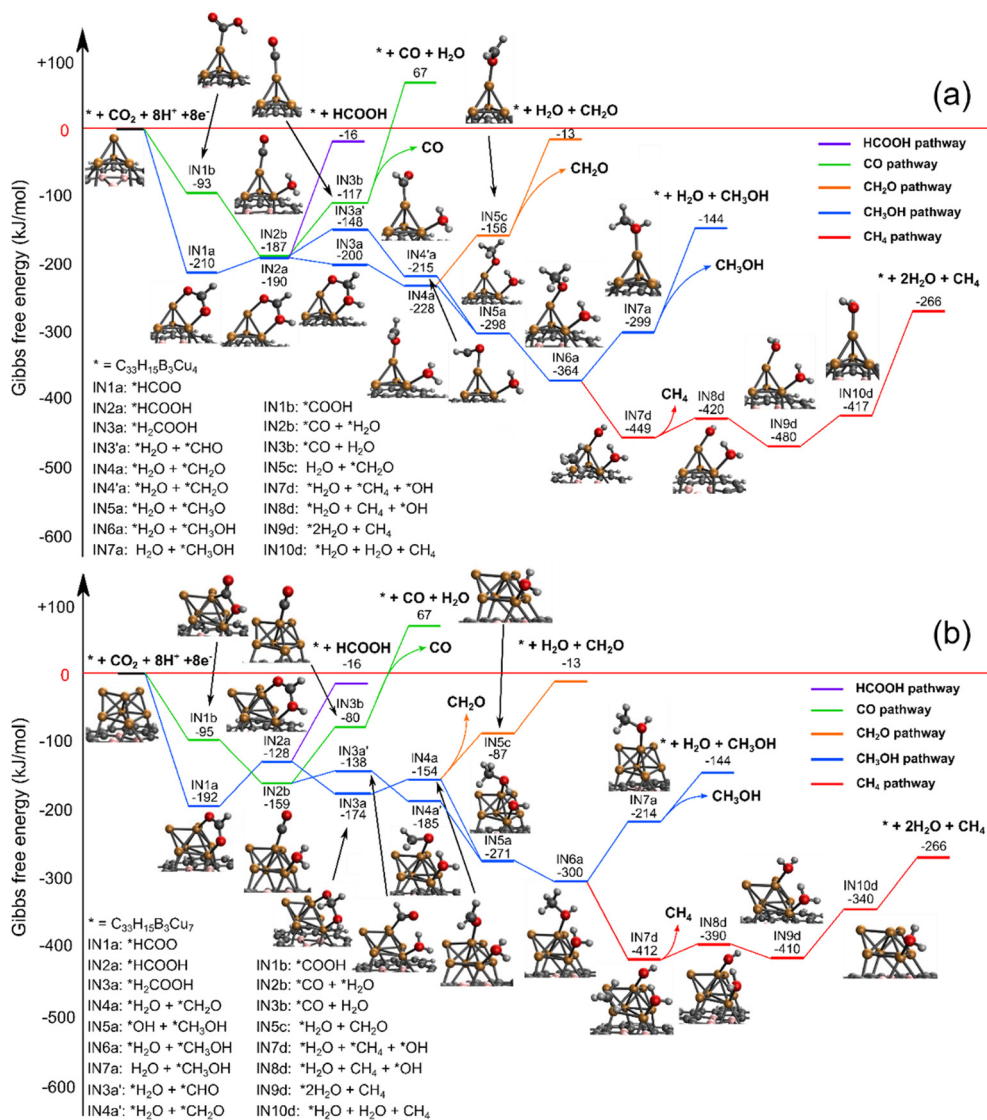 (a)
Gibbs free energy (kJ/mol)
+100
0
-100
-200
-300
-400
-500
-600
* + CO₂ + 8H⁺ +8e⁻
IN1b
-93
IN1a
-210
IN2b
-187
IN2a
-190
* + HCOOH
-16
* + CO + H₂O
67
CO
IN3b
-117
IN3a'
-148
IN3a
-200
IN4'a
-215
IN4a
-228
* + H₂O + CH₂O
-13
CH₂O
IN5c
-156
IN5a
-298
IN6a
-364
* + H₂O + CH₃OH
-144
CH₃OH
IN7a
-299
IN7d
-449
CH₄
IN8d
-420
IN9d
-480
IN10d
-417
* + 2H₂O + CH₄
-266
HCOOH pathway
CO pathway
CH₂O pathway
CH₃OH pathway
CH₄ pathway
* = C₃₃H₁₅B₃Cu₄
IN1a: *HCOO
IN2a: *HCOOH
IN3a: *H₂COOH
IN3'a: *H₂O + *CHO
IN4a: *H₂O + *CH₂O
IN4'a: *H₂O + *CH₂O
IN5a: *H₂O + *CH₃O
IN6a: *H₂O + *CH₃OH
IN7a: H₂O + *CH₃OH
IN1b: *COOH
IN2b: *CO + *H₂O
IN3b: *CO + H₂O
IN5c: H₂O + *CH₂O
IN7d: *H₂O + *CH₄ + *OH
IN8d: *H₂O + CH₄ + *OH
IN9d: *2H₂O + CH₄
IN10d: *H₂O + H₂O + CH₄
(b)
Gibbs free energy (kJ/mol)
+100
0
-100
-200
-300
-400
-500
-600
* + CO₂ + 8H⁺ +8e⁻
IN1b
-95
IN1a
-192
IN2a
-128
IN2b
-159
* + HCOOH
-16
* + CO + H₂O
67
CO
IN3b
-80
IN3a'
-138
IN3a
-174
IN4a
-154
IN4a'
-185
CH₂O
* + H₂O + CH₂O
-13
IN5c
-87
IN5a
-271
IN6a
-300
* + H₂O + CH₃OH
-144
CH₃OH
IN7a
-214
IN7d
-412
CH₄
IN8d
-390
IN9d
-410
IN10d
-340
* + 2H₂O + CH₄
-266
HCOOH pathway
CO pathway
CH₂O pathway
CH₃OH pathway
CH₄ pathway
* = C₃₃H₁₅B₃Cu₇
IN1a: *HCOO
IN2a: *HCOOH
IN3a: *H₂COOH
IN4a: *H₂O + *CH₂O
IN5a: *OH + *CH₃OH
IN6a: *H₂O + *CH₃OH
IN7a: H₂O + *CH₃OH
IN3a': *H₂O + *CHO
IN4a': *H₂O + *CH₂O
IN1b: *COOH
IN2b: *CO + *H₂O
IN3b: *CO + H₂O
IN5c: *H₂O + CH₂O
IN7d: *H₂O + *CH₄ + *OH
IN8d: *H₂O + CH₄ + *OH
IN9d: *2H₂O + CH₄
IN10d: *H₂O + H₂O + CH₄